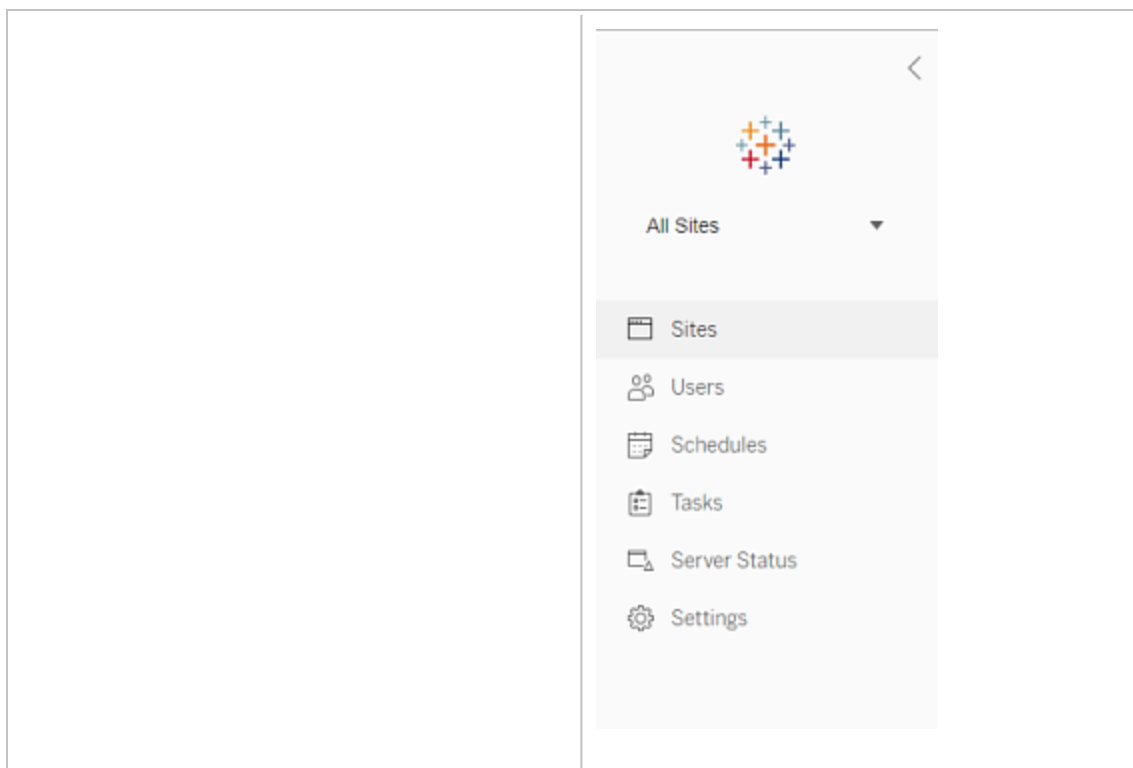 All Sites
Sites
Users
Schedules
Tasks
Server Status
Settings